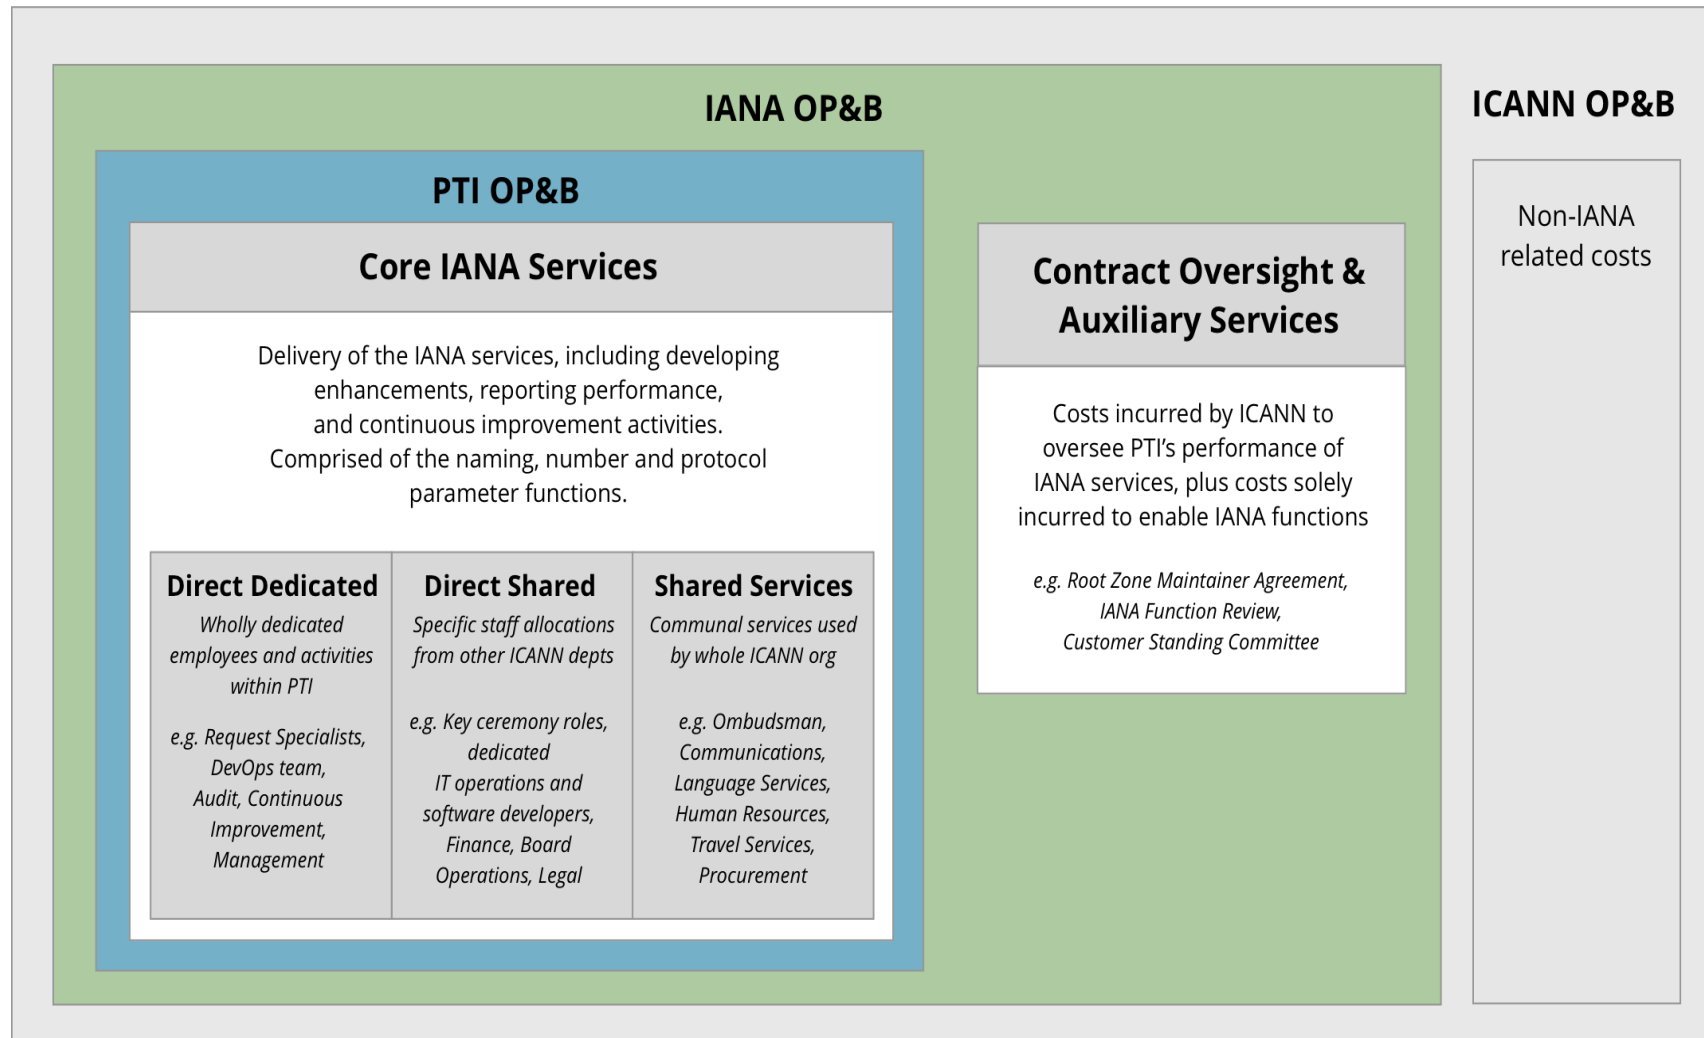 IANA OP&B
ICANN OP&B
PTI OP&B
Core IANA Services
Delivery of the IANA services, including developing
enhancements, reporting performance,
and continuous improvement activities.
Comprised of the naming, number and protocol
parameter functions.
Direct Dedicated
Wholly dedicated
employees and activities
within PTI
e.g. Request Specialists,
DevOps team,
Audit, Continuous
Improvement,
Management
Direct Shared
Specific staff allocations
from other ICANN depts
e.g. Key ceremony roles,
dedicated
IT operations and
software developers,
Finance, Board
Operations, Legal
Shared Services
Communal services used
by whole ICANN org
e.g. Ombudsman,
Communications,
Language Services,
Human Resources,
Travel Services,
Procurement
Contract Oversight &
Auxiliary Services
Costs incurred by ICANN to
oversee PTI’s performance of
IANA services, plus costs solely
incurred to enable IANA functions
e.g. Root Zone Maintainer Agreement,
IANA Function Review,
Customer Standing Committee
Non-IANA
related costs